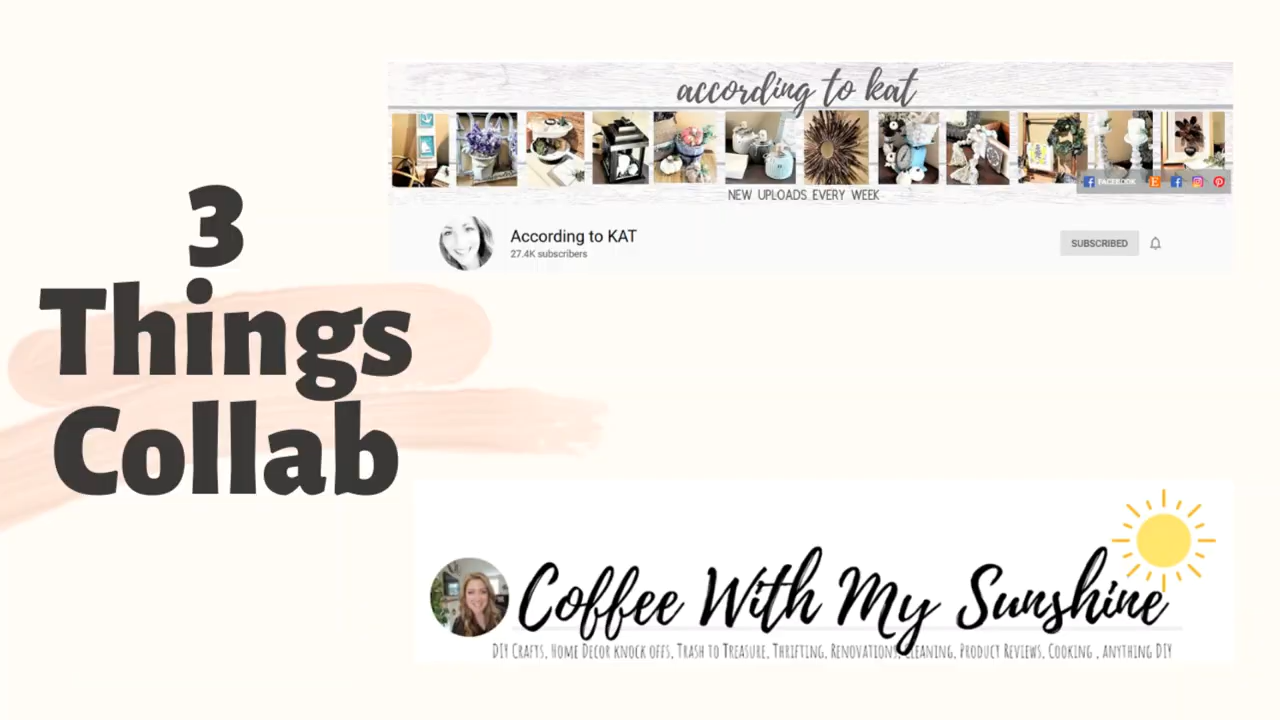 3
Things
Collab
according to kat
FACEBOOK
NEW UPLOADS EVERY WEEK
According to KAT
27.4K subscribers
SUBSCRIBED
Coffee With My Sunshine
DIY CRAFTS, HOME DECOR KNOCK OFFS, TRASH TO TREASURE, THRIFTING, RENOVATIONS, CLEANING, PRODUCT REVIEWS, COOKING , ANYTHING DIY